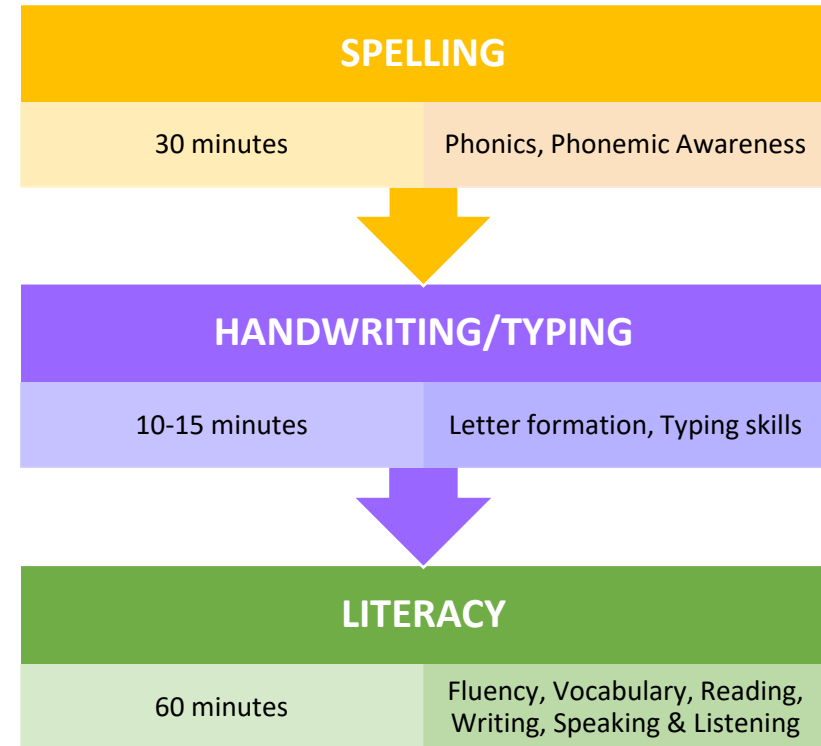 SPELLING
30 minutes
Phonics, Phonemic Awareness
HANDWRITING/TYPING
10-15 minutes
Letter formation, Typing skills
LITERACY
60 minutes
Fluency, Vocabulary, Reading,
Writing, Speaking & Listening